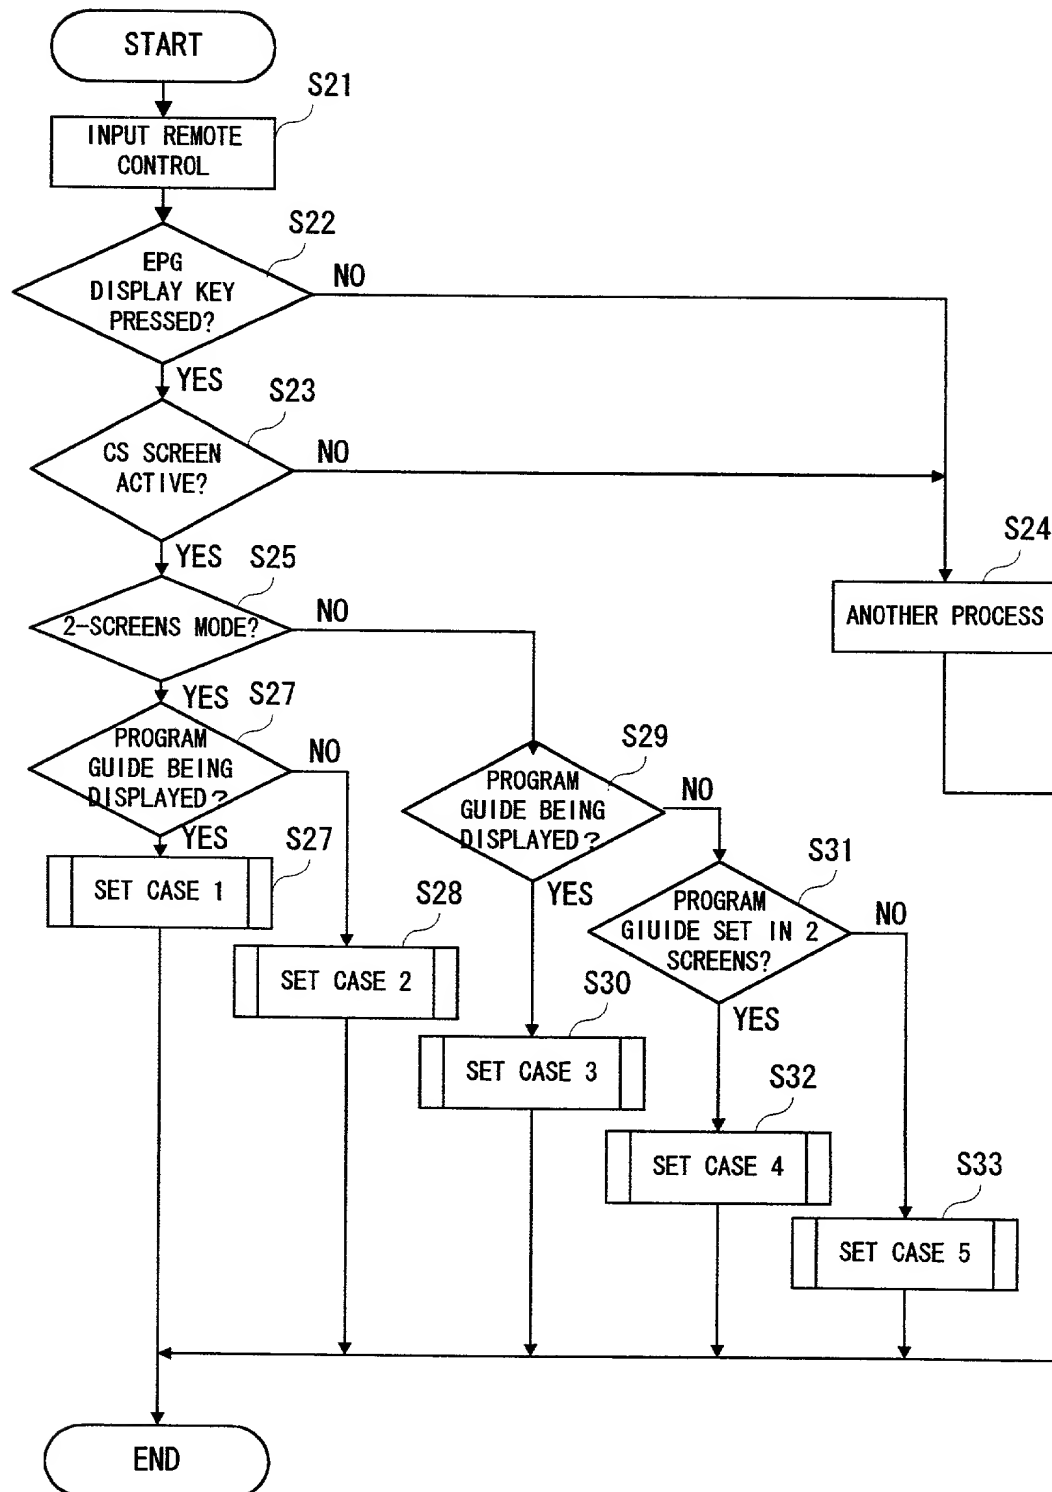 START
S21
INPUT REMOTE
CONTROL
S22
EPG
DISPLAY KEY
PRESSED?
NO
YES
S23
CS SCREEN
ACTIVE?
NO
YES
S24
ANOTHER PROCESS
S25
2-SCREENS MODE?
NO
YES
S27
PROGRAM
GUIDE BEING
DISPLAYED?
NO
YES
S27
SET CASE 1
S28
SET CASE 2
S29
PROGRAM
GUIDE BEING
DISPLAYED?
NO
YES
S30
SET CASE 3
S31
PROGRAM
GIUIDE SET IN 2
SCREENS?
NO
YES
S32
SET CASE 4
S33
SET CASE 5
END